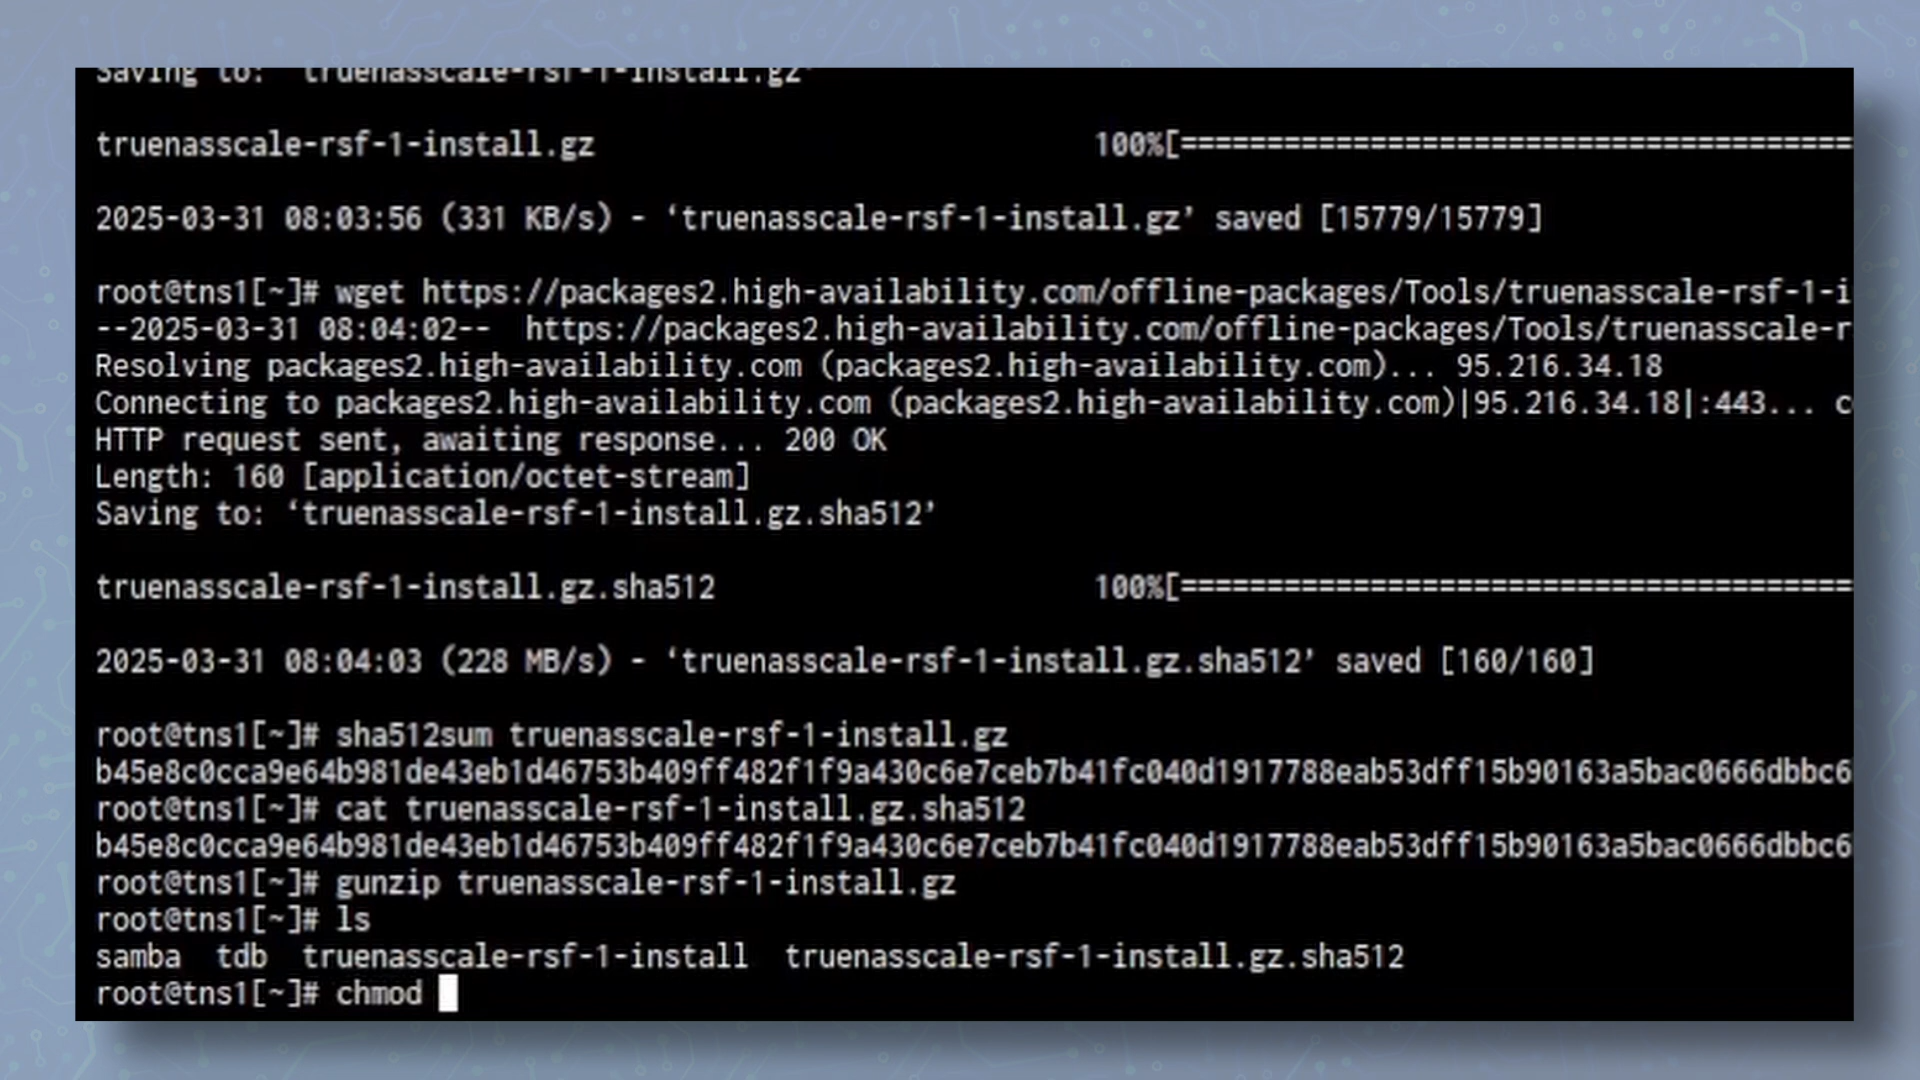 Saving to: ‘truenasscale-rsf-1-install.gz’
truenasscale-rsf-1-install.gz 100%[=======================================
2025-03-31 08:03:56 (331 KB/s) - ‘truenasscale-rsf-1-install.gz’ saved [15779/15779]
root@tns1[~]# wget https://packages2.high-availability.com/offline-packages/Tools/truenasscale-rsf-1-i
--2025-03-31 08:04:02--  https://packages2.high-availability.com/offline-packages/Tools/truenasscale-r
Resolving packages2.high-availability.com (packages2.high-availability.com)... 95.216.34.18
Connecting to packages2.high-availability.com (packages2.high-availability.com)|95.216.34.18|:443... c
HTTP request sent, awaiting response... 200 OK
Length: 160 [application/octet-stream]
Saving to: ‘truenasscale-rsf-1-install.gz.sha512’
truenasscale-rsf-1-install.gz.sha512 100%[=======================================
2025-03-31 08:04:03 (228 MB/s) - ‘truenasscale-rsf-1-install.gz.sha512’ saved [160/160]
root@tns1[~]# sha512sum truenasscale-rsf-1-install.gz
b45e8c0cca9e64b981de43eb1d46753b409ff482f1f9a430c6e7ceb7b41fc040d1917788eab53dff15b90163a5bac0666dbbc6
root@tns1[~]# cat truenasscale-rsf-1-install.gz.sha512
b45e8c0cca9e64b981de43eb1d46753b409ff482f1f9a430c6e7ceb7b41fc040d1917788eab53dff15b90163a5bac0666dbbc6
root@tns1[~]# gunzip truenasscale-rsf-1-install.gz
root@tns1[~]# ls
samba  tdb  truenasscale-rsf-1-install  truenasscale-rsf-1-install.gz.sha512
root@tns1[~]# chmod